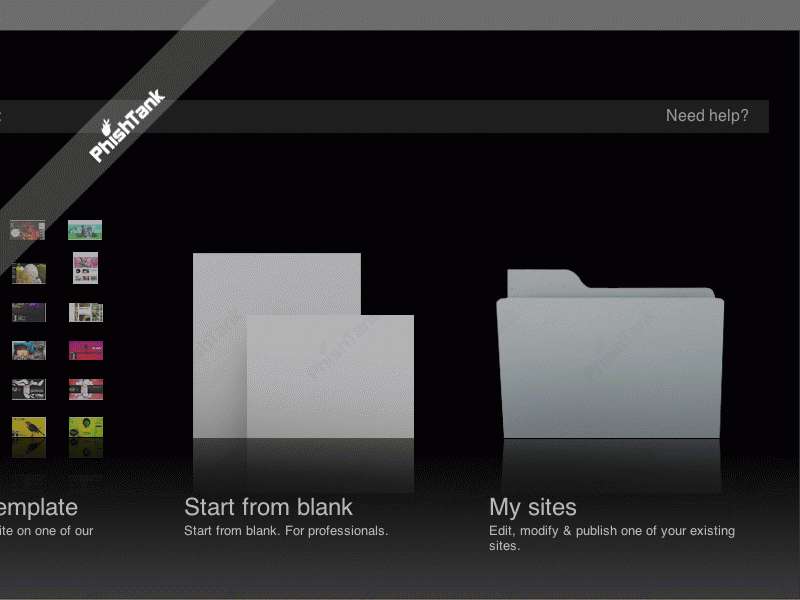 PhishTank
Need help?
PhishTank
emplate
ite on one of our
Start from blank
Start from blank. For professionals.
My sites
Edit, modify & publish one of your existing
sites.